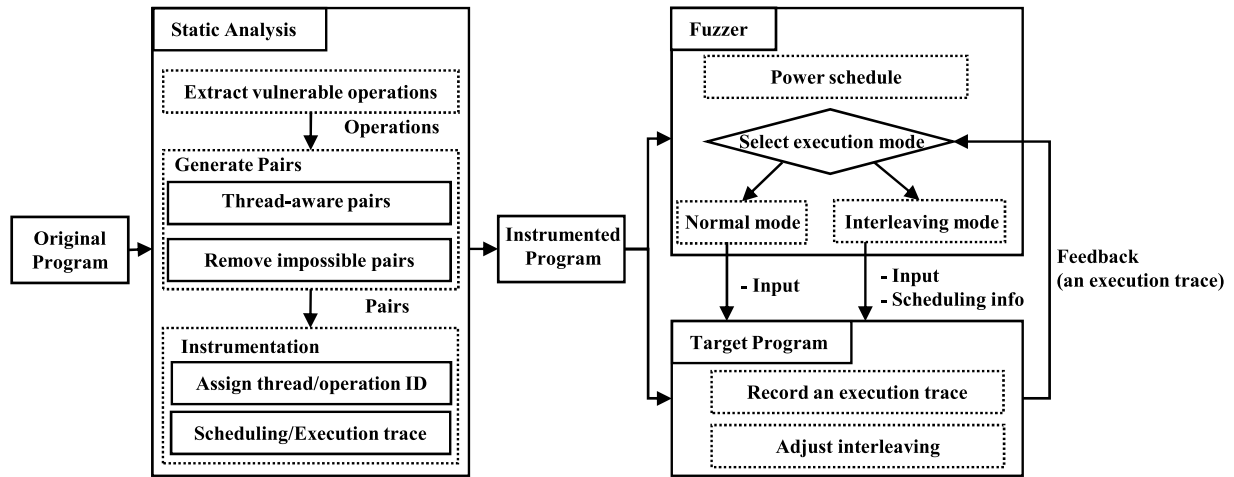 Original
Program
Static Analysis
Extract vulnerable operations
Operations
Generate Pairs
Thread-aware pairs
Remove impossible pairs
Pairs
Instrumentation
Assign thread/operation ID
Scheduling/Execution trace
Instrumented
Program
Fuzzer
Power schedule
Select execution mode
Normal mode
Interleaving mode
- Input
- Input
- Scheduling info
Target Program
Record an execution trace
Adjust interleaving
Feedback
(an execution trace)